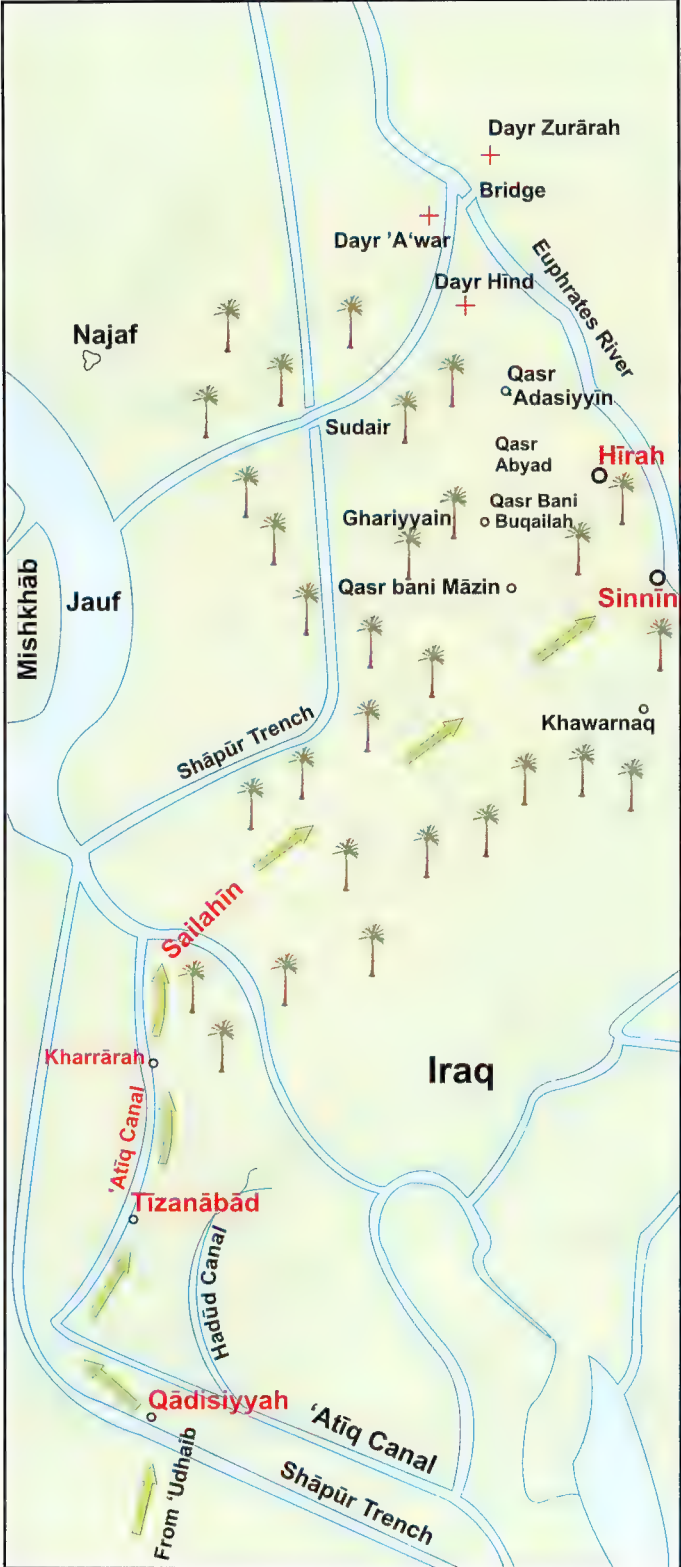 Dayr Zurārah
Bridge
Dayr 'A‘war
Dayr Hīnd
Euphrates River
Najaf
Qasr
Adasiyyīn
Sudair
Qasr
Abyad
Hīrah
Qasr Bani
Buqailah
Ghariyyain
Mishkhāb
Jauf
Qasr bani Māzin
Sinnīn
Khawarnaq
Shāpūr Trench
Sailahīn
Kharrārah
Iraq
‘Atīq Canal
Tīzanābād
Hadūd Canal
Qādisiyyah
‘Atīq Canal
Shāpūr Trench
From ‘Udhaib